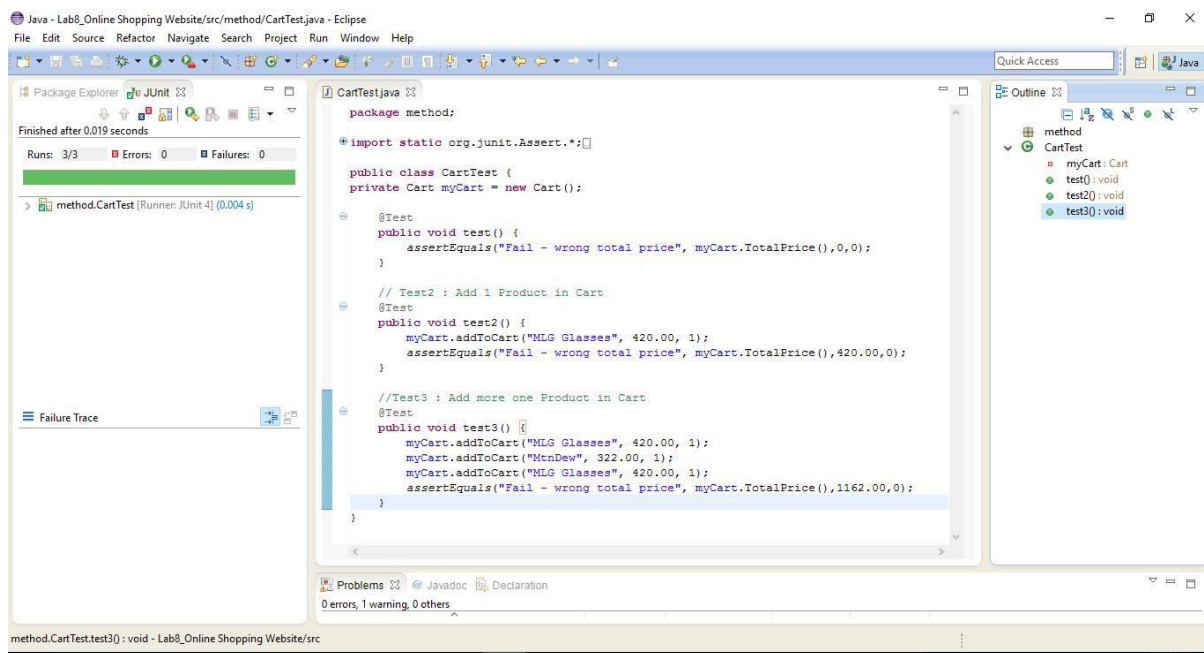 Java - Lab8_Online Shopping Website/src/method/CartTest.java - Eclipse
File Edit Source Refactor Navigate Search Project Run Window Help
Quick Access
Java
Package Explorer
JUnit
Finished after 0.019 seconds
Runs: 3/3 Errors: 0 Failures: 0
method.CartTest [Runner: JUnit 4] (0.004 s)
Failure Trace
CartTest.java
package method;
import static org.junit.Assert.*;
public class CartTest {
private Cart myCart = new Cart();
@Test
public void test() {
assertEquals("Fail - wrong total price", myCart.TotalPrice(),0,0);
}
// Test2 : Add 1 Product in Cart
@Test
public void test2() {
myCart.addToCart("MLG Glasses", 420.00, 1);
assertEquals("Fail - wrong total price", myCart.TotalPrice(),420.00,0);
}
//Test3 : Add more one Product in Cart
@Test
public void test3() {
myCart.addToCart("MLG Glasses", 420.00, 1);
myCart.addToCart("MtnDew", 322.00, 1);
myCart.addToCart("MLG Glasses", 420.00, 1);
assertEquals("Fail - wrong total price", myCart.TotalPrice(),1162.00,0);
}
}
Outline
method
CartTest
myCart : Cart
test() : void
test2() : void
test3() : void
Problems @ Javadoc Declaration
0 errors, 1 warning, 0 others
method.CartTest.test3() : void - Lab8_Online Shopping Website/src